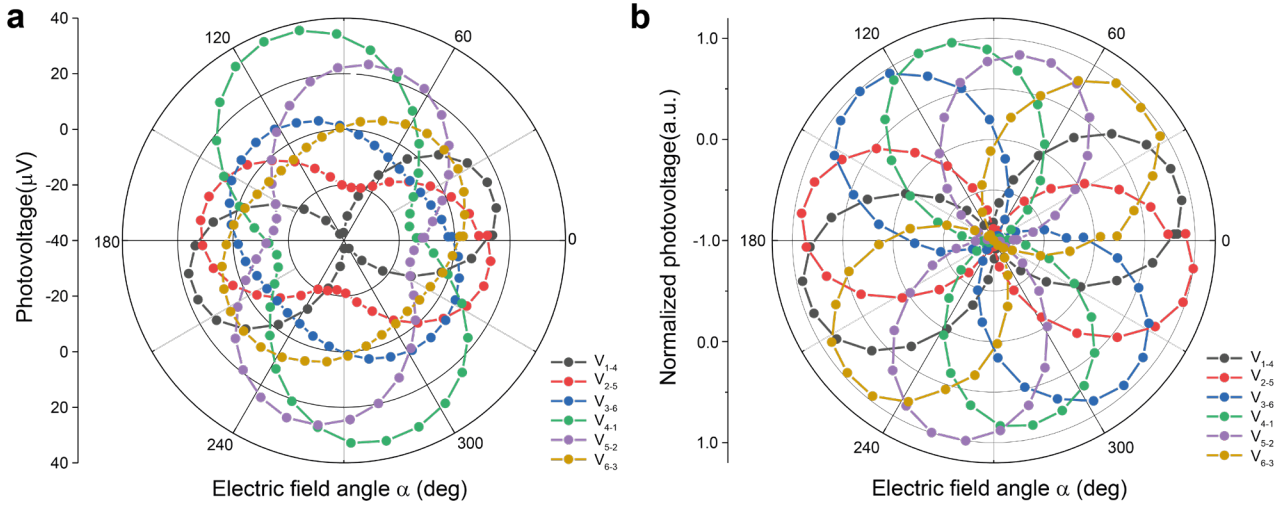 a
40
20
0
-20
-40
-20
0
20
40
Photovoltage(μV)
120
60
180
0
240
300
Electric field angle α (deg)
V1-4
V2-5
V3-6
V4-1
V5-2
V6-3
b
1.0
0.0
-1.0
0.0
1.0
Normalized photovoltage(a.u.)
120
60
180
0
240
300
Electric field angle α (deg)
V1-4
V2-5
V3-6
V4-1
V5-2
V6-3